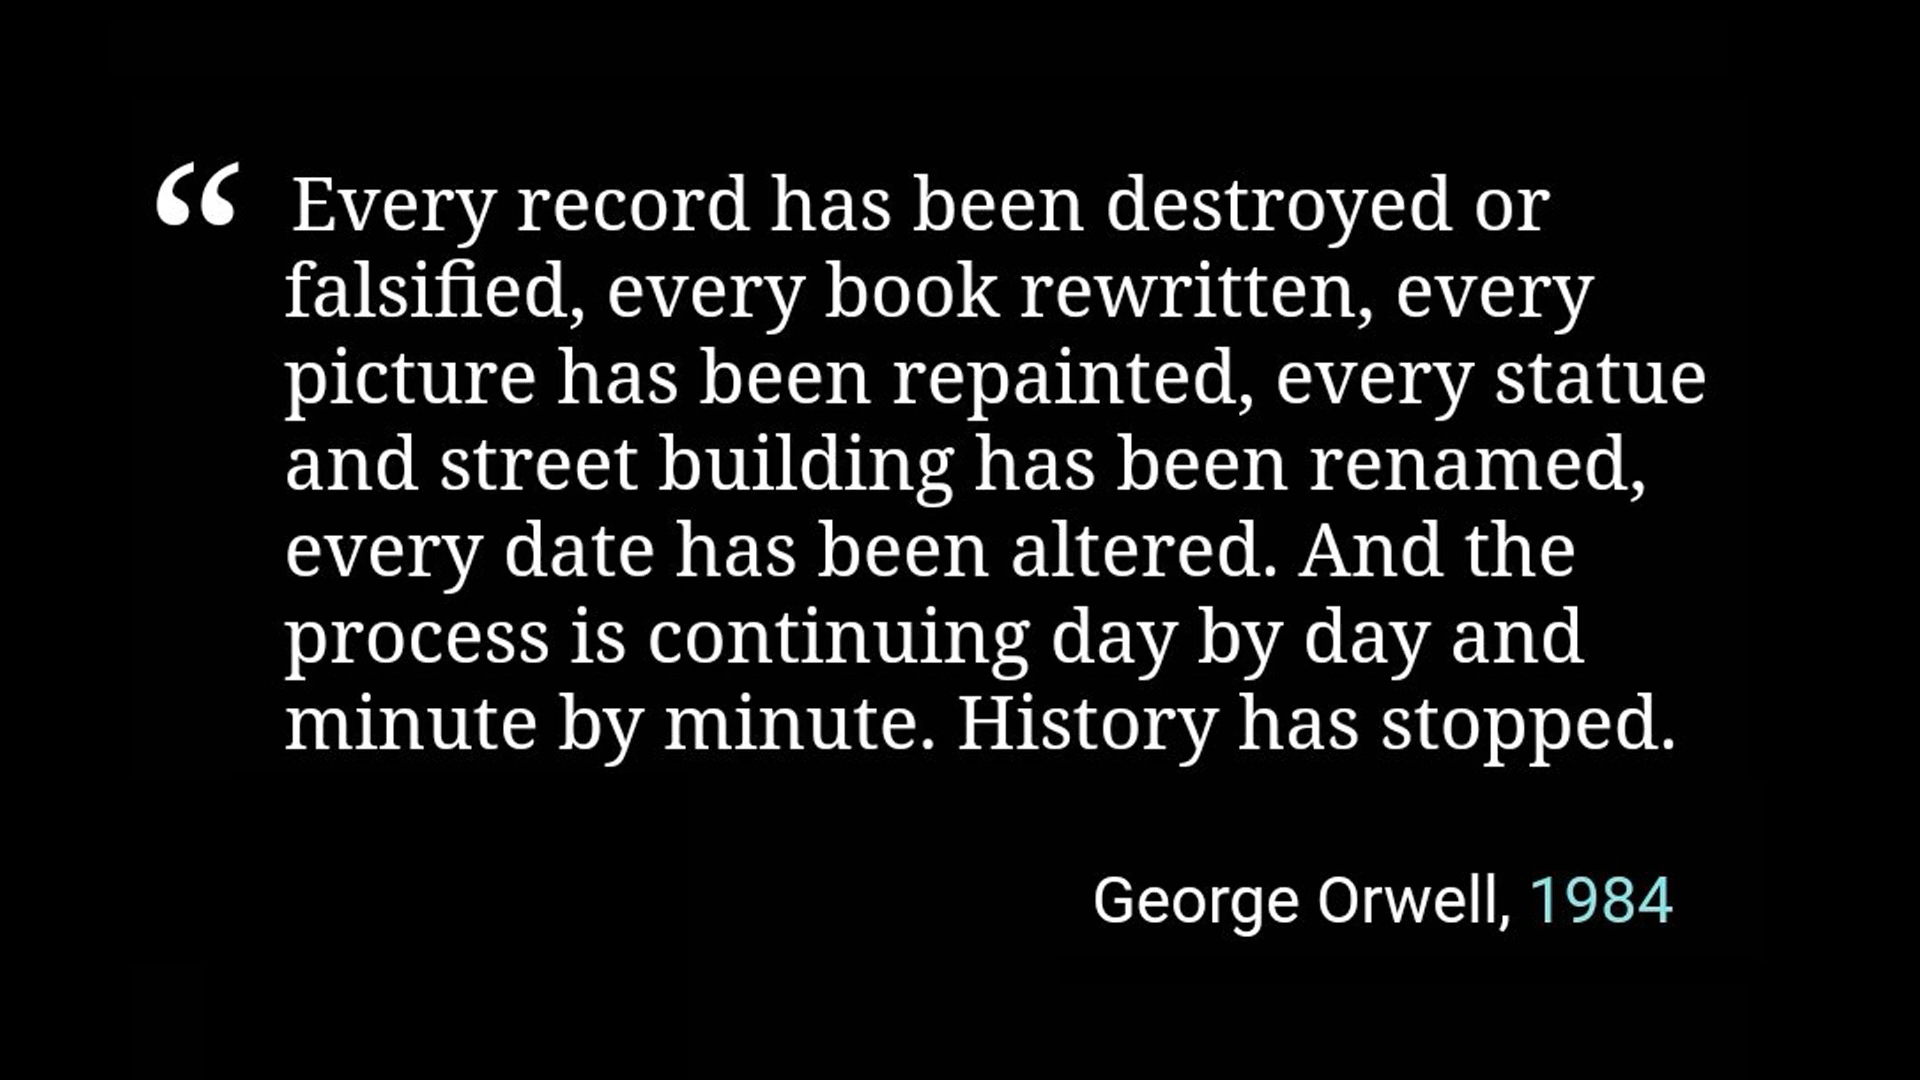 “ Every record has been destroyed or
falsified, every book rewritten, every
picture has been repainted, every statue
and street building has been renamed,
every date has been altered. And the
process is continuing day by day and
minute by minute. History has stopped.
George Orwell, 1984